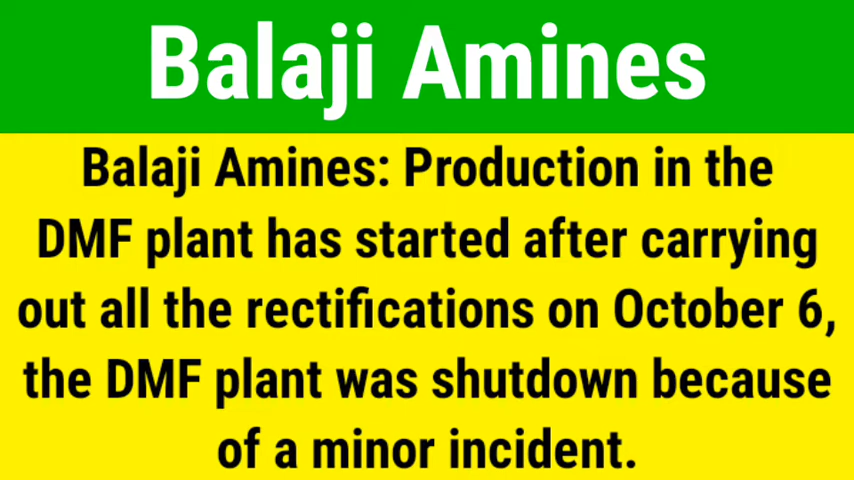 Balaji Amines
Balaji Amines: Production in the
DMF plant has started after carrying
out all the rectifications on October 6,
the DMF plant was shutdown because
of a minor incident.